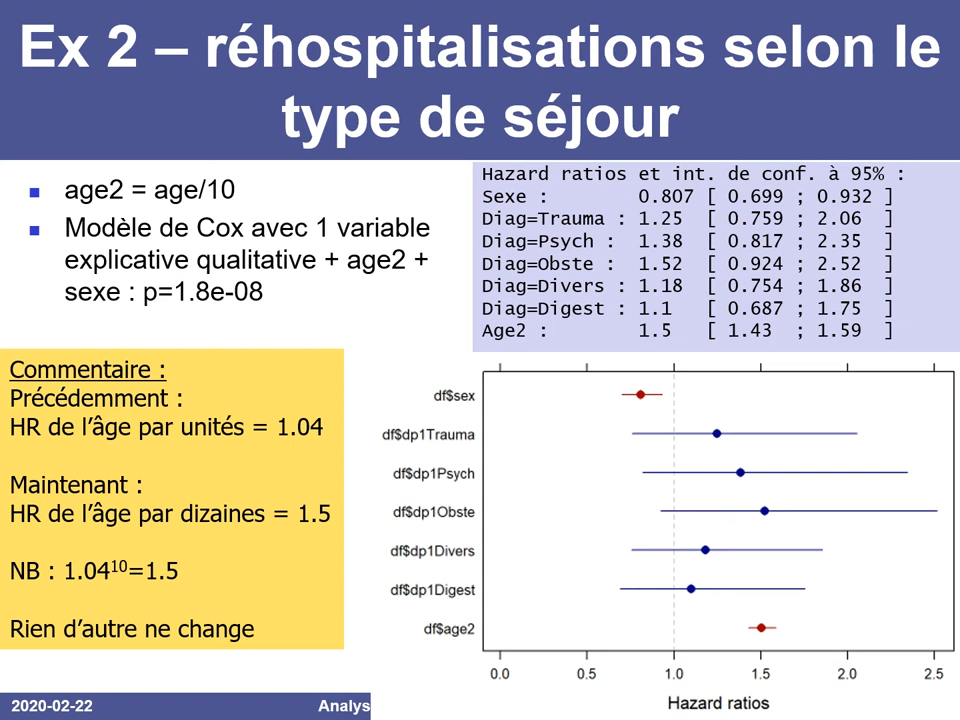 Ex 2 – réhospitalisations selon le
type de séjour
age2 = age/10
Modèle de Cox avec 1 variable
explicative qualitative + age2 +
sexe : p=1.8e-08
Hazard ratios et int. de conf. à 95% :
Sexe : 0.807 [ 0.699 ; 0.932 ]
Diag=Trauma : 1.25 [ 0.759 ; 2.06 ]
Diag=Psych : 1.38 [ 0.817 ; 2.35 ]
Diag=Obste : 1.52 [ 0.924 ; 2.52 ]
Diag=Divers : 1.18 [ 0.754 ; 1.86 ]
Diag=Digest : 1.1 [ 0.687 ; 1.75 ]
Age2 : 1.5 [ 1.43 ; 1.59 ]
Commentaire :
Précédemment :
HR de l’âge par unités = 1.04
Maintenant :
HR de l’âge par dizaines = 1.5
NB : 1.04¹⁰=1.5
Rien d’autre ne change
df$sex
df$dp1Trauma
df$dp1Psych
df$dp1Obste
df$dp1Divers
df$dp1Digest
df$age2
0.0 0.5 1.0 1.5 2.0 2.5
Hazard ratios
2020-02-22 Analys